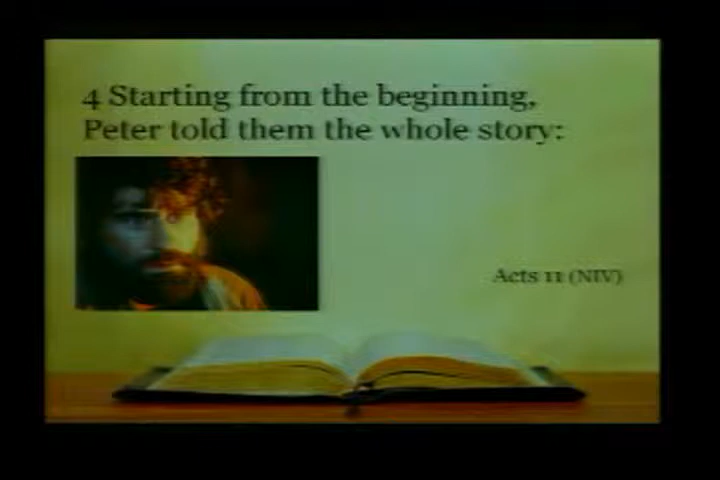 4 Starting from the beginning,
Peter told them the whole story:
Acts 11 (NIV)